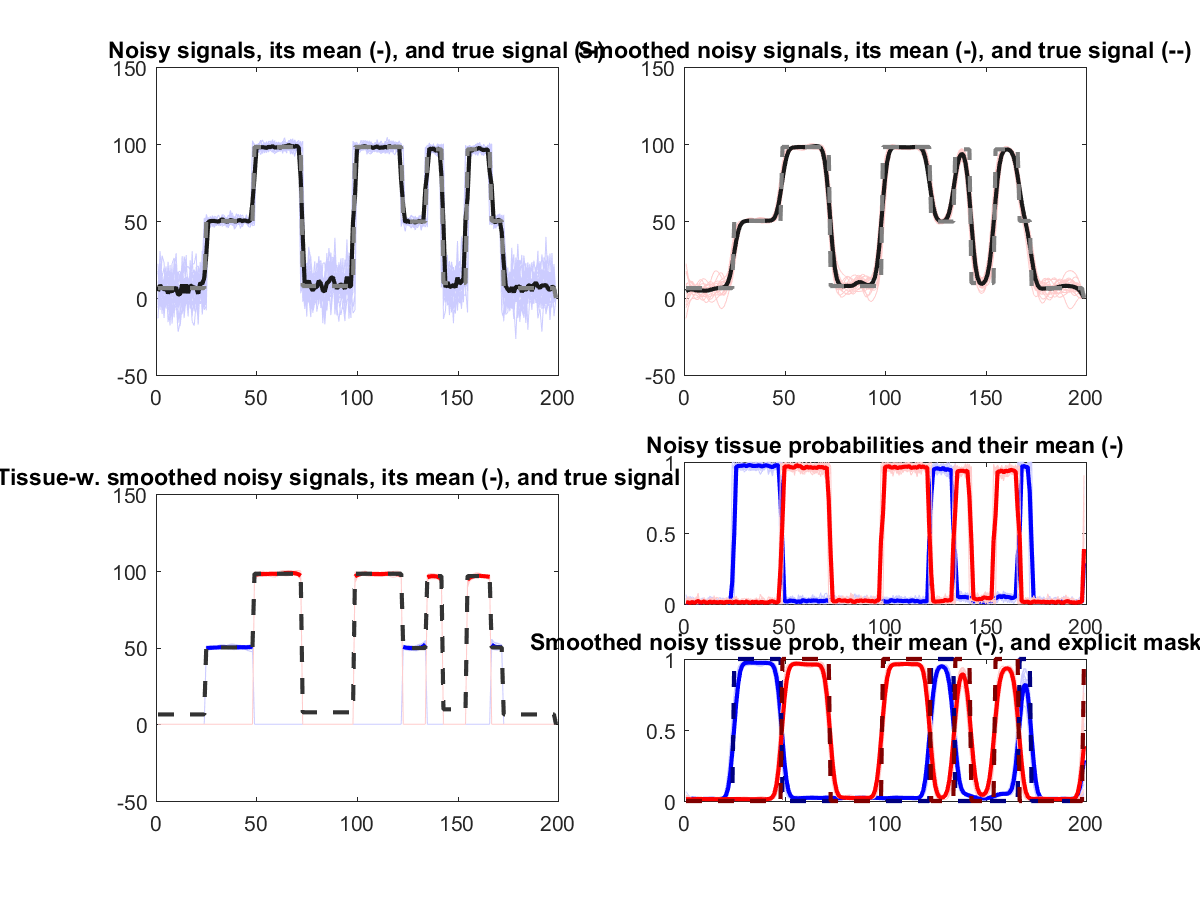 Noisy signals, its mean (-), and true signal (--)
150
100
50
0
-50
0 50 100 150 200
Smoothed noisy signals, its mean (-), and true signal (--)
150
100
50
0
-50
0 50 100 150 200
Tissue-w. smoothed noisy signals, its mean (-), and true signal
150
100
50
0
-50
0 50 100 150 200
Noisy tissue probabilities and their mean (-)
1
0.5
0
0 50 100 150 200
Smoothed noisy tissue prob, their mean (-), and explicit mask
1
0.5
0
0 50 100 150 200